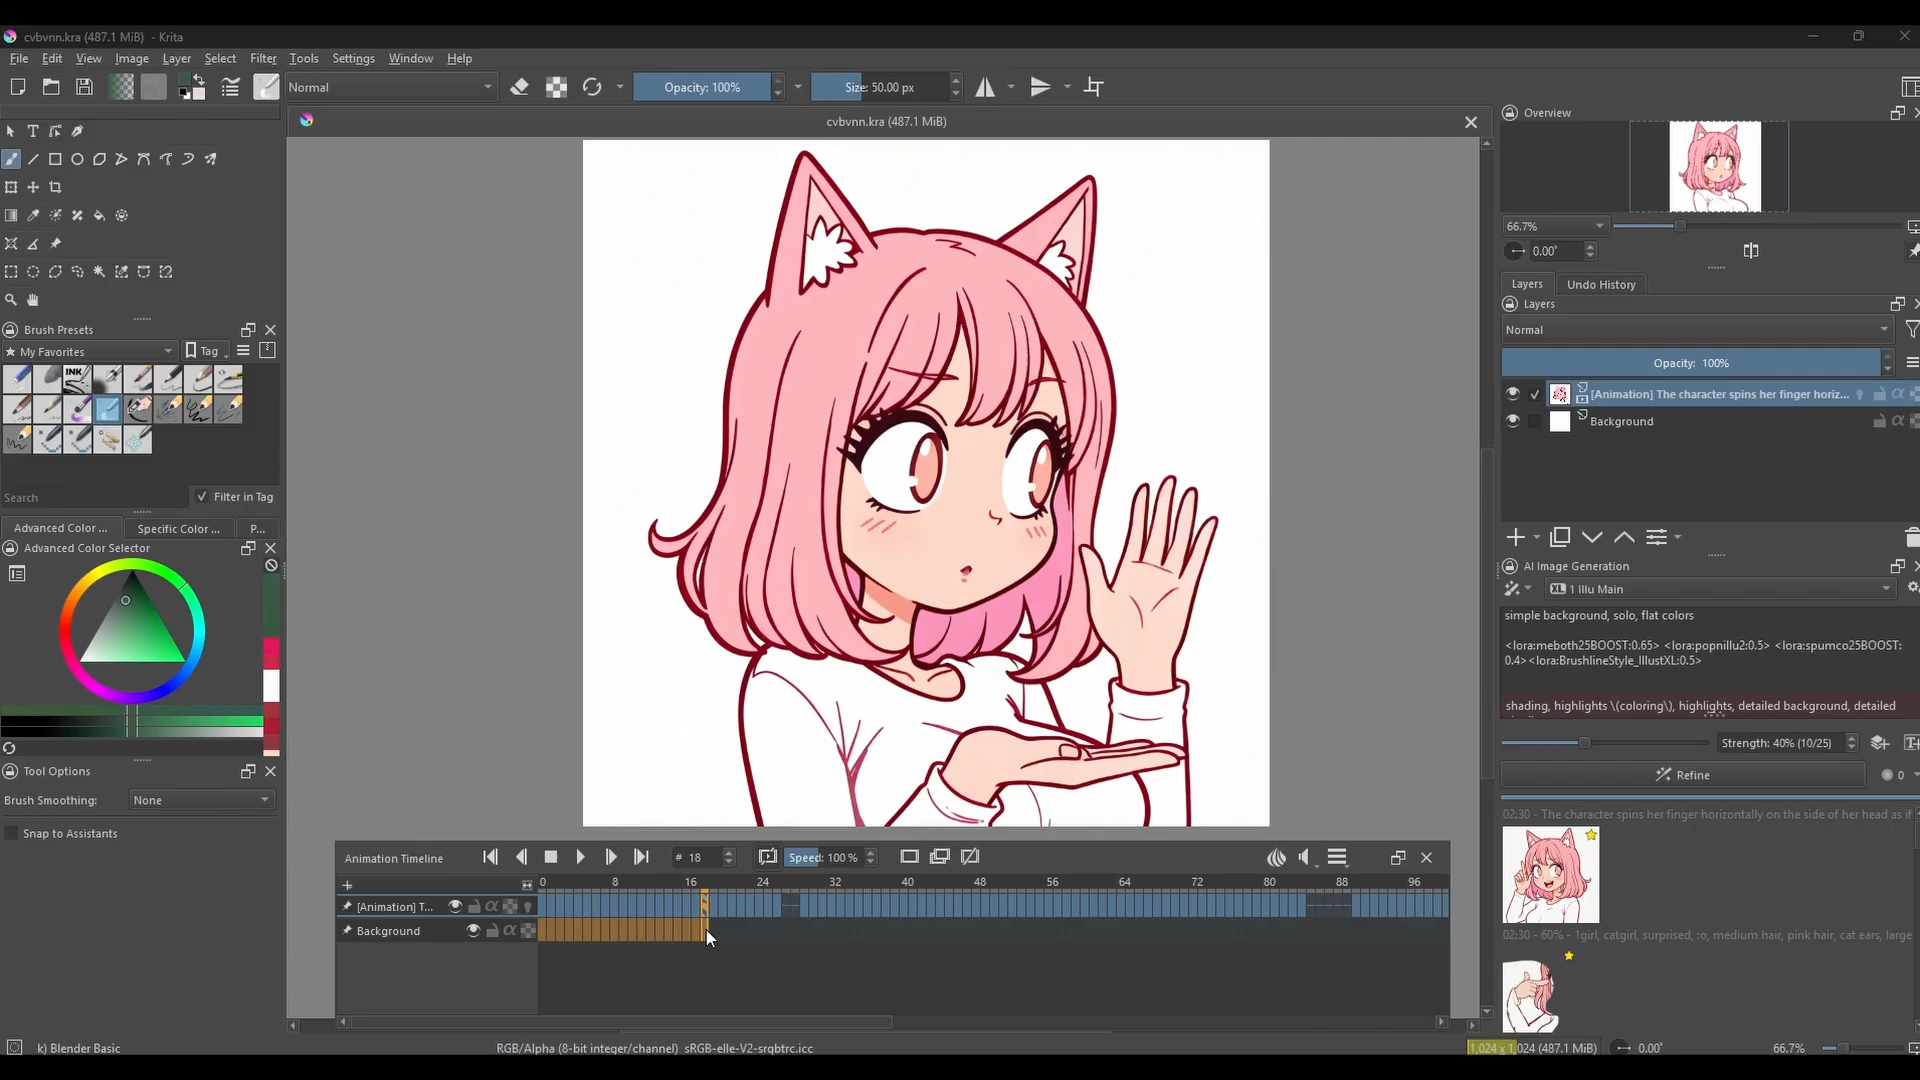 cvbvnn.kra (487.1 MiB) - Krita
File Edit View Image Layer Select Filter Tools Settings Window Help
Normal
Opacity: 100%
Size: 50.00 px
cvbvnn.kra (487.1 MiB)
Overview
66.7%
0.00°
Layers
Undo History
Layers
Normal
Opacity: 100%
[Animation] The character spins her finger horiz...
Background
Brush Presets
My Favorites
Tag
INK
Search
Filter in Tag
Advanced Color ...
Specific Color ...
P...
Advanced Color Selector
Tool Options
Brush Smoothing: None
Snap to Assistants
AI Image Generation
XL 1 Illu Main
simple background, solo, flat colors
<lora:meboth25BOOST:0.65> <lora:popnillu2:0.5> <lora:spumco25BOOST:
0.4> <lora:BrushlineStyle_IllustXL:0.5>
shading, highlights \(coloring\), highlights, detailed background, detailed
Strength: 40% (10/25)
Refine
0
02:30 - The character spins her finger horizontally on the side of her head as if
02:30 - 60% - 1girl, catgirl, surprised, :o, medium hair, pink hair, cat ears, large
Animation Timeline
# 18
Speed: 100 %
0 8 16 24 32 40 48 56 64 72 80 88 96
[Animation] T...
Background
k) Blender Basic
RGB/Alpha (8-bit integer/channel) sRGB-elle-V2-srgbtrc.icc
1,024 x 1,024 (487.1 MiB)
0.00°
66.7%